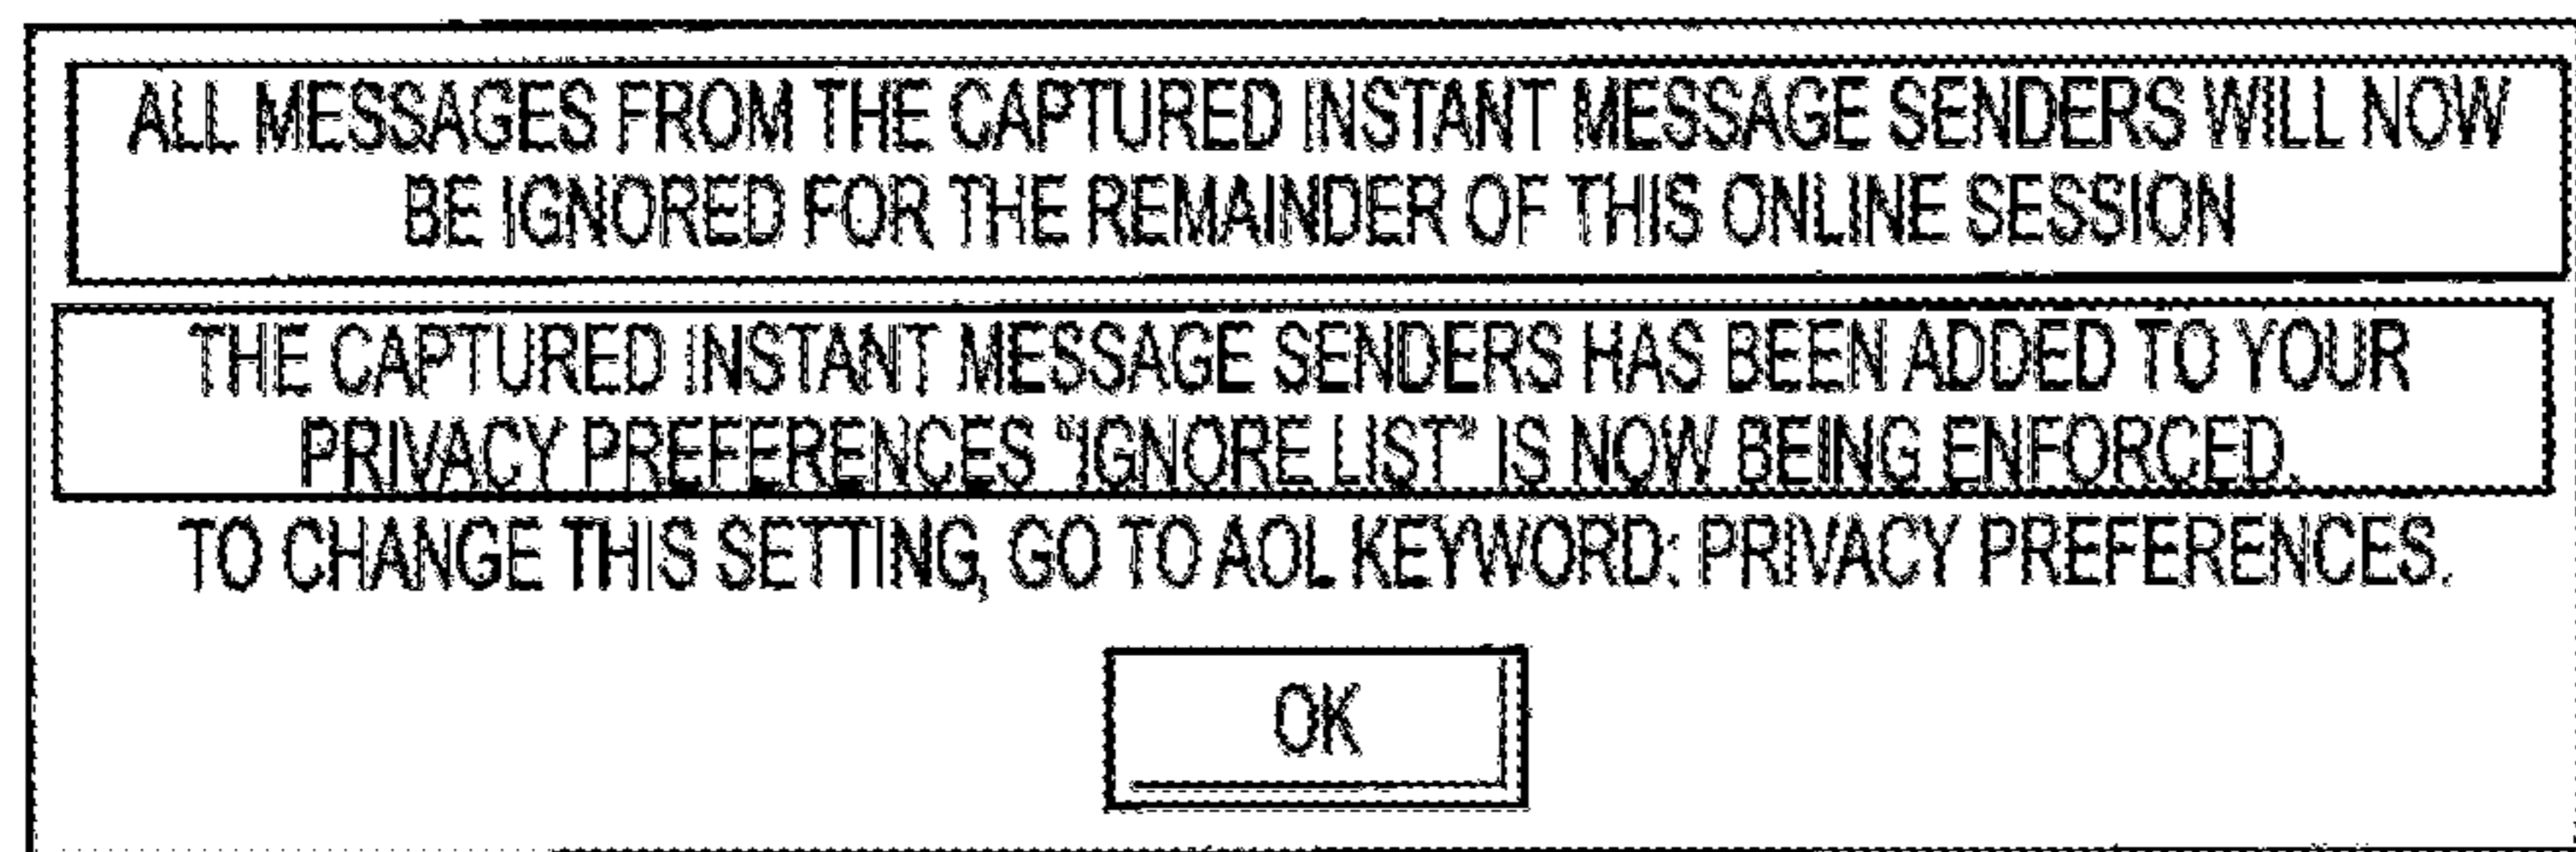 ALL MESSAGES FROM THE CAPTURED INSTANT MESSAGE SENDERS WILL NOW
BE IGNORED FOR THE REMAINDER OF THIS ONLINE SESSION
THE CAPTURED INSTANT MESSAGE SENDERS HAS BEEN ADDED TO YOUR
PRIVACY PREFERENCES “IGNORE LIST” IS NOW BEING ENFORCED.
TO CHANGE THIS SETTING, GO TO AOL KEYWORD: PRIVACY PREFERENCES.
OK